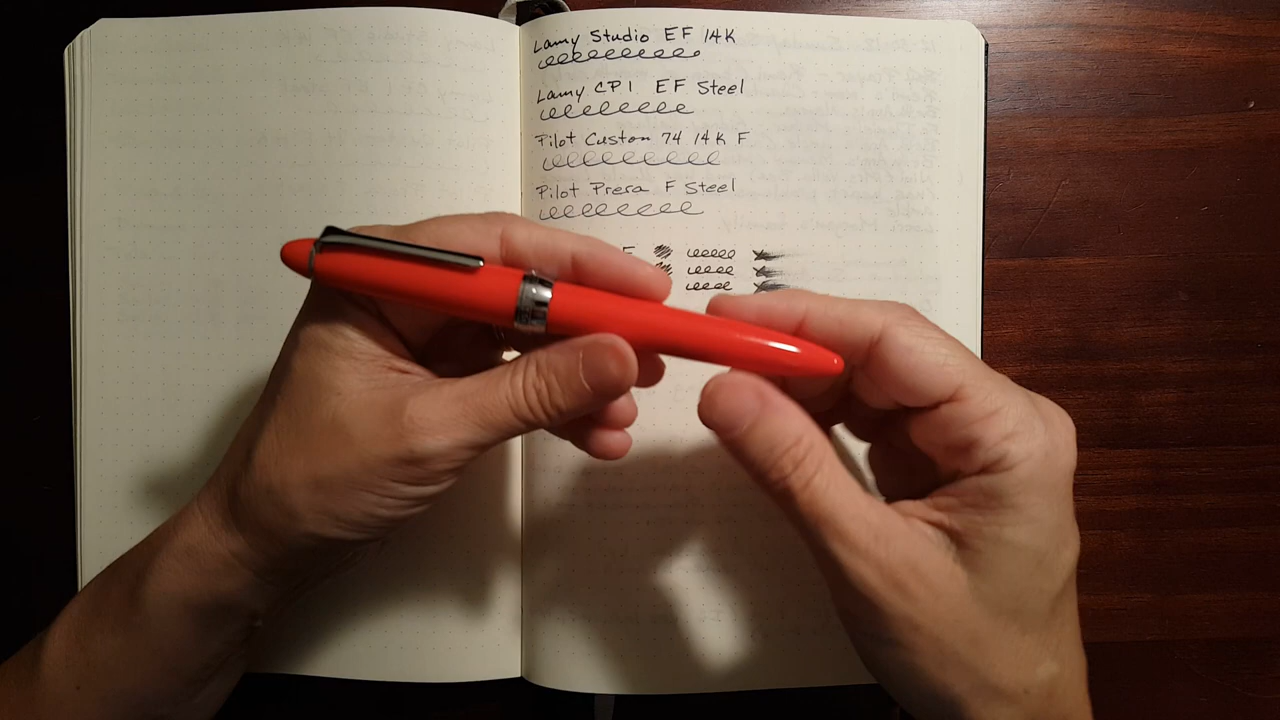 Lamy Studio EF 14K
Lamy CP1 EF Steel
Pilot Custom 74 14K F
Pilot Prera F Steel
F